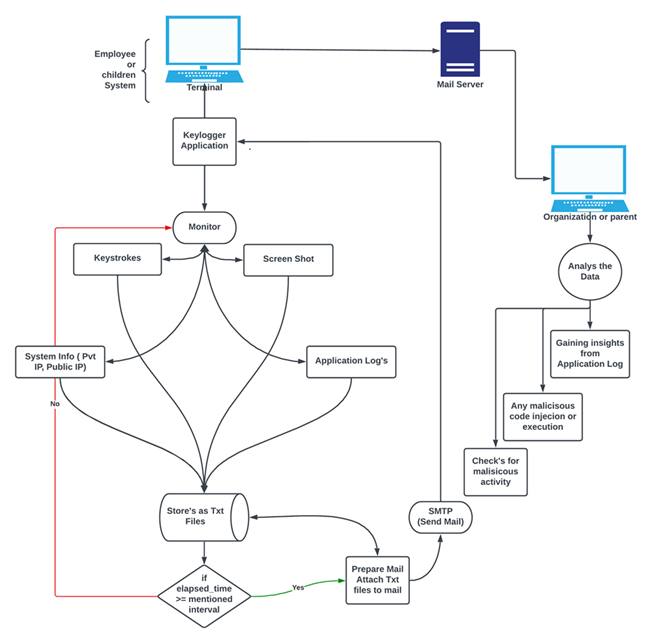 Employee
or
children
System
Terminal
Mail Server
Keylogger
Application
Organization or parent
Monitor
Keystrokes
Screen Shot
Analys the
Data
System Info ( Pvt
IP, Public IP)
Application Log's
Gaining insights
from
Application Log
No
Any malicisous
code injecion or
execution
Check's for
malisicous
activity
Store's as Txt
Files
SMTP
(Send Mail)
if
elapsed_time
>= mentioned
interval
Yes
Prepare Mail
Attach Txt
files to mail